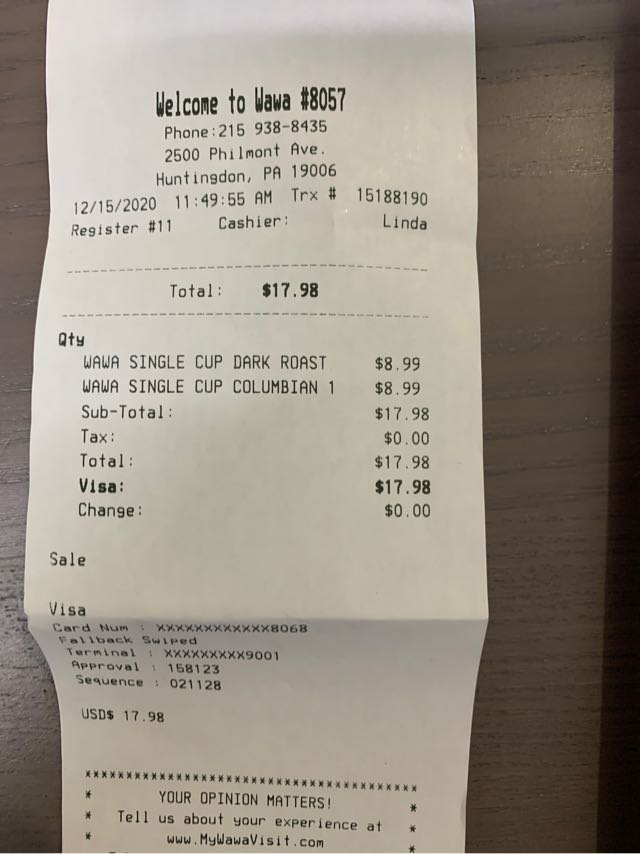 Welcome to Wawa #8057
Phone:215 938-8435
2500 Philmont Ave.
Huntingdon, PA 19006
12/15/2020 11:49:55 AM Trx # 15188190
Register #11 Cashier: Linda
Total: $17.98
Qty
WAWA SINGLE CUP DARK ROAST $8.99
WAWA SINGLE CUP COLUMBIAN 1 $8.99
Sub-Total: $17.98
Tax: $0.00
Total: $17.98
Visa: $17.98
Change: $0.00
Sale
Visa
Card Num : XXXXXXXXXXXX8068
Fallback Swiped
Terminal : XXXXXXXXX9001
Approval : 158123
Sequence : 021128
USD$ 17.98
****************************************
* YOUR OPINION MATTERS! *
* Tell us about your experience at *
* www.MyWawaVisit.com *